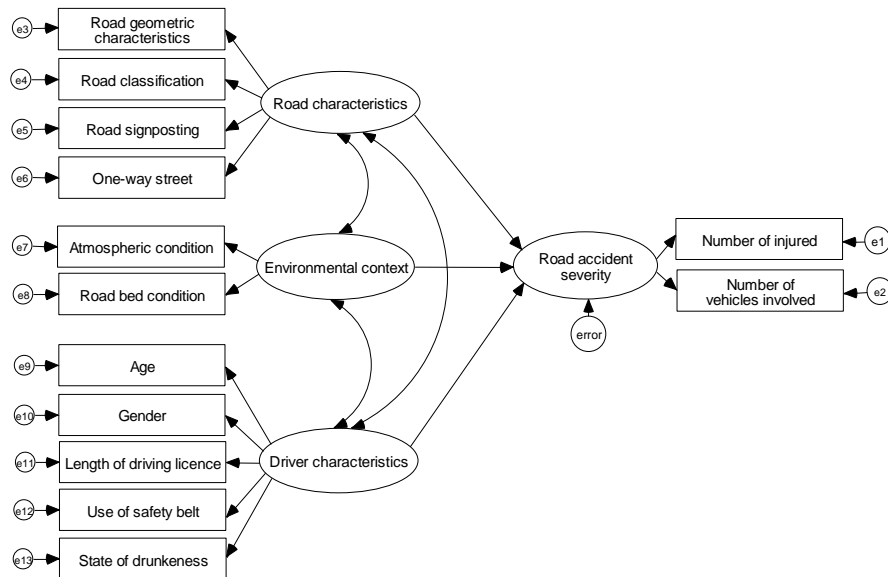 e3
Road geometric
characteristics
e4
Road classification
e5
Road signposting
e6
One-way street
Road characteristics
e7
Atmospheric condition
e8
Road bed condition
Environmental context
Road accident
severity
error
Number of injured
e1
Number of
vehicles involved
e2
e9
Age
e10
Gender
e11
Length of driving licence
e12
Use of safety belt
e13
State of drunkeness
Driver characteristics